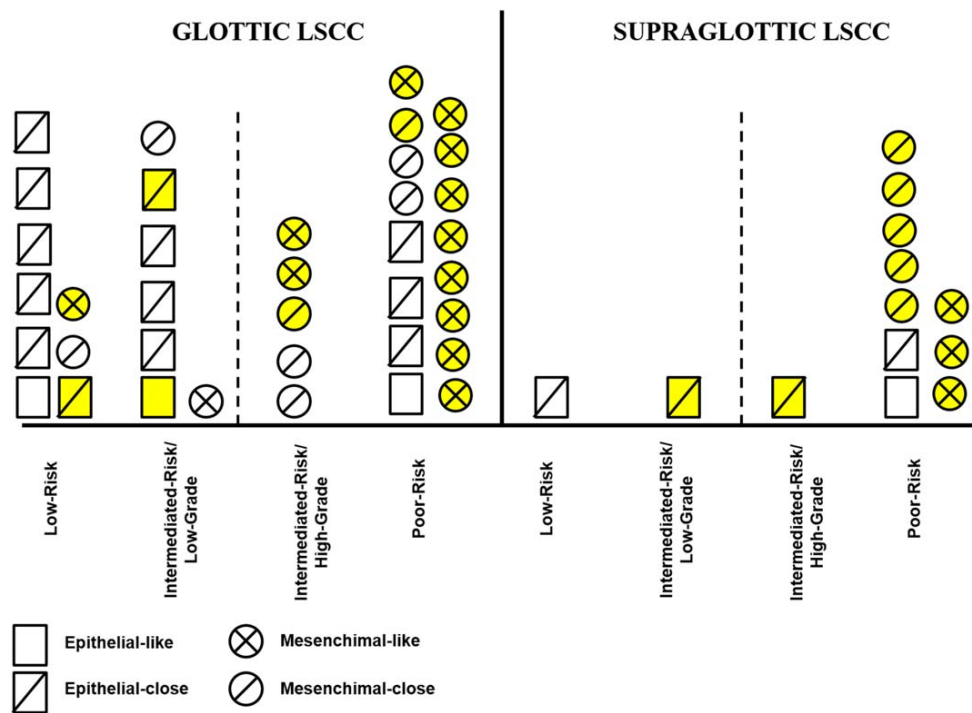 GLOTTIC LSCC
SUPRAGLOTTIC LSCC
Low-Risk
Intermediated-Risk/
Low-Grade
Intermediated-Risk/
High-Grade
Poor-Risk
Low-Risk
Intermediated-Risk/
Low-Grade
Intermediated-Risk/
High-Grade
Poor-Risk
Epithelial-like
Mesenchimal-like
Epithelial-close
Mesenchimal-close